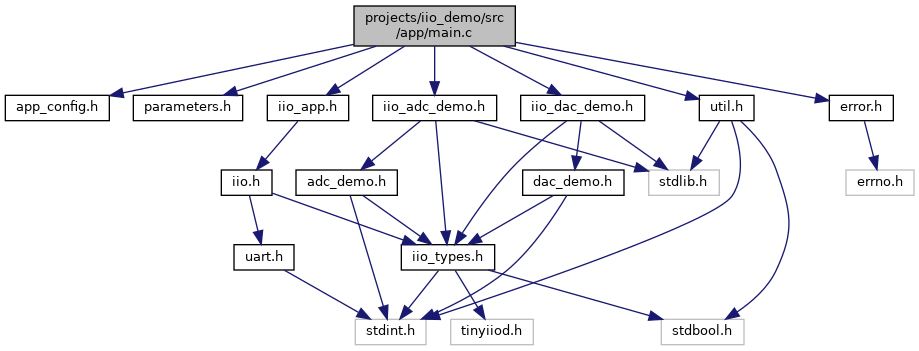 projects/iio_demo/src
/app/main.c
app_config.h
parameters.h
iio_app.h
iio_adc_demo.h
iio_dac_demo.h
util.h
error.h
iio.h
adc_demo.h
dac_demo.h
stdlib.h
errno.h
uart.h
iio_types.h
stdint.h
tinyiiod.h
stdbool.h